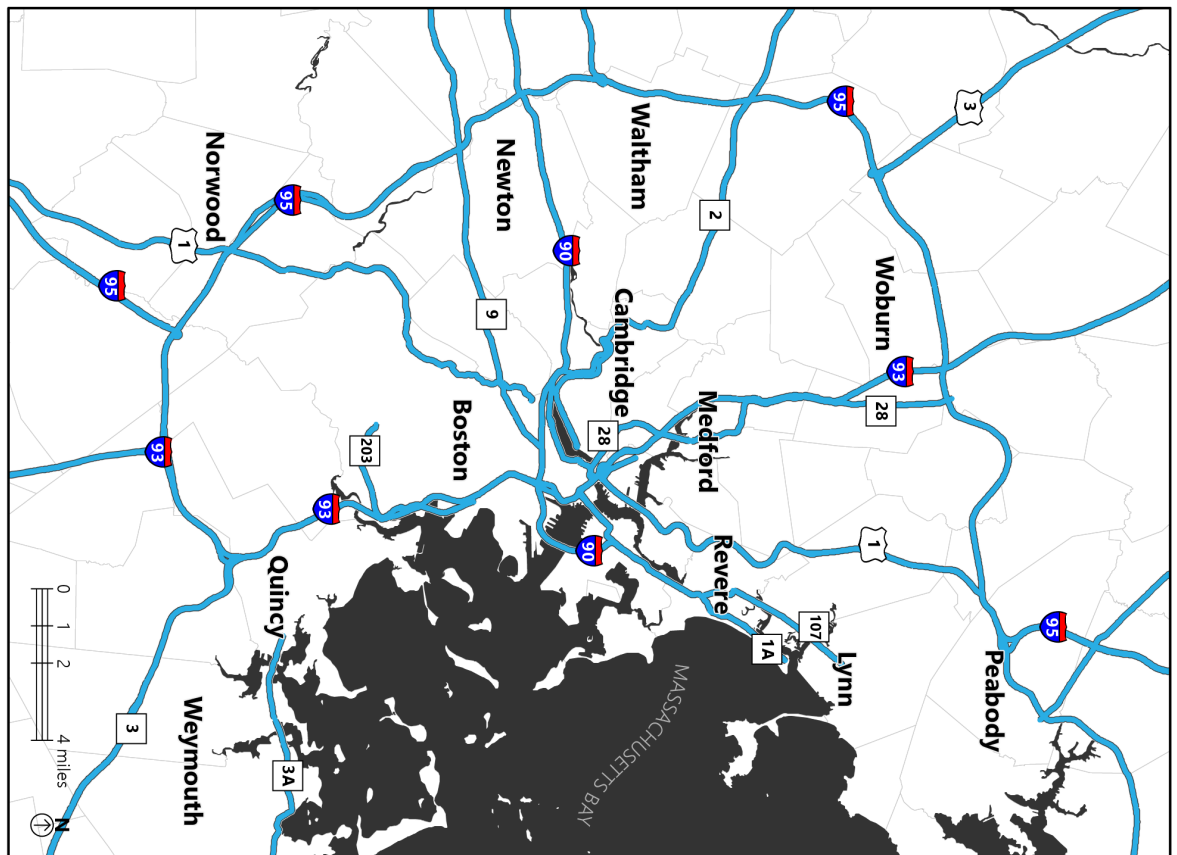 95
Peabody
3
93
Woburn
28
1
95
Lynn
107
1A
Revere
2
Medford
MASSACHUSETTS BAY
Waltham
Cambridge
28
90
90
Newton
9
Boston
203
93
95
3A
Quincy
Norwood
Weymouth
1
93
3
95
0 1 2 4 miles
N